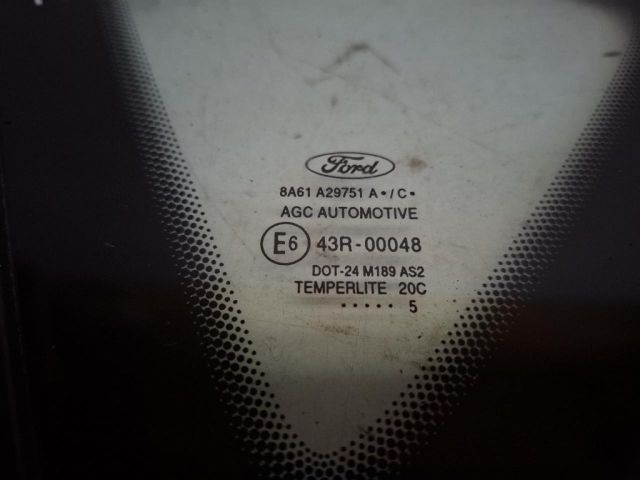 Ford
8A61 A29751 A•/C•
AGC AUTOMOTIVE
E6 43R-00048
DOT-24 M189 AS2
TEMPERLITE 20C
••••• 5